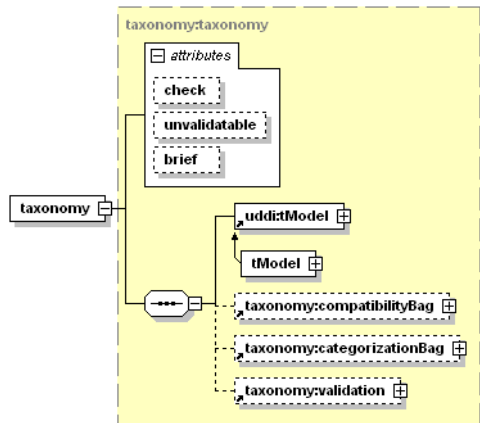 taxonomy:taxonomy
attributes
check
unvalidatable
brief
taxonomy
uddi:tModel
tModel
taxonomy:compatibilityBag
taxonomy:categorizationBag
taxonomy:validation